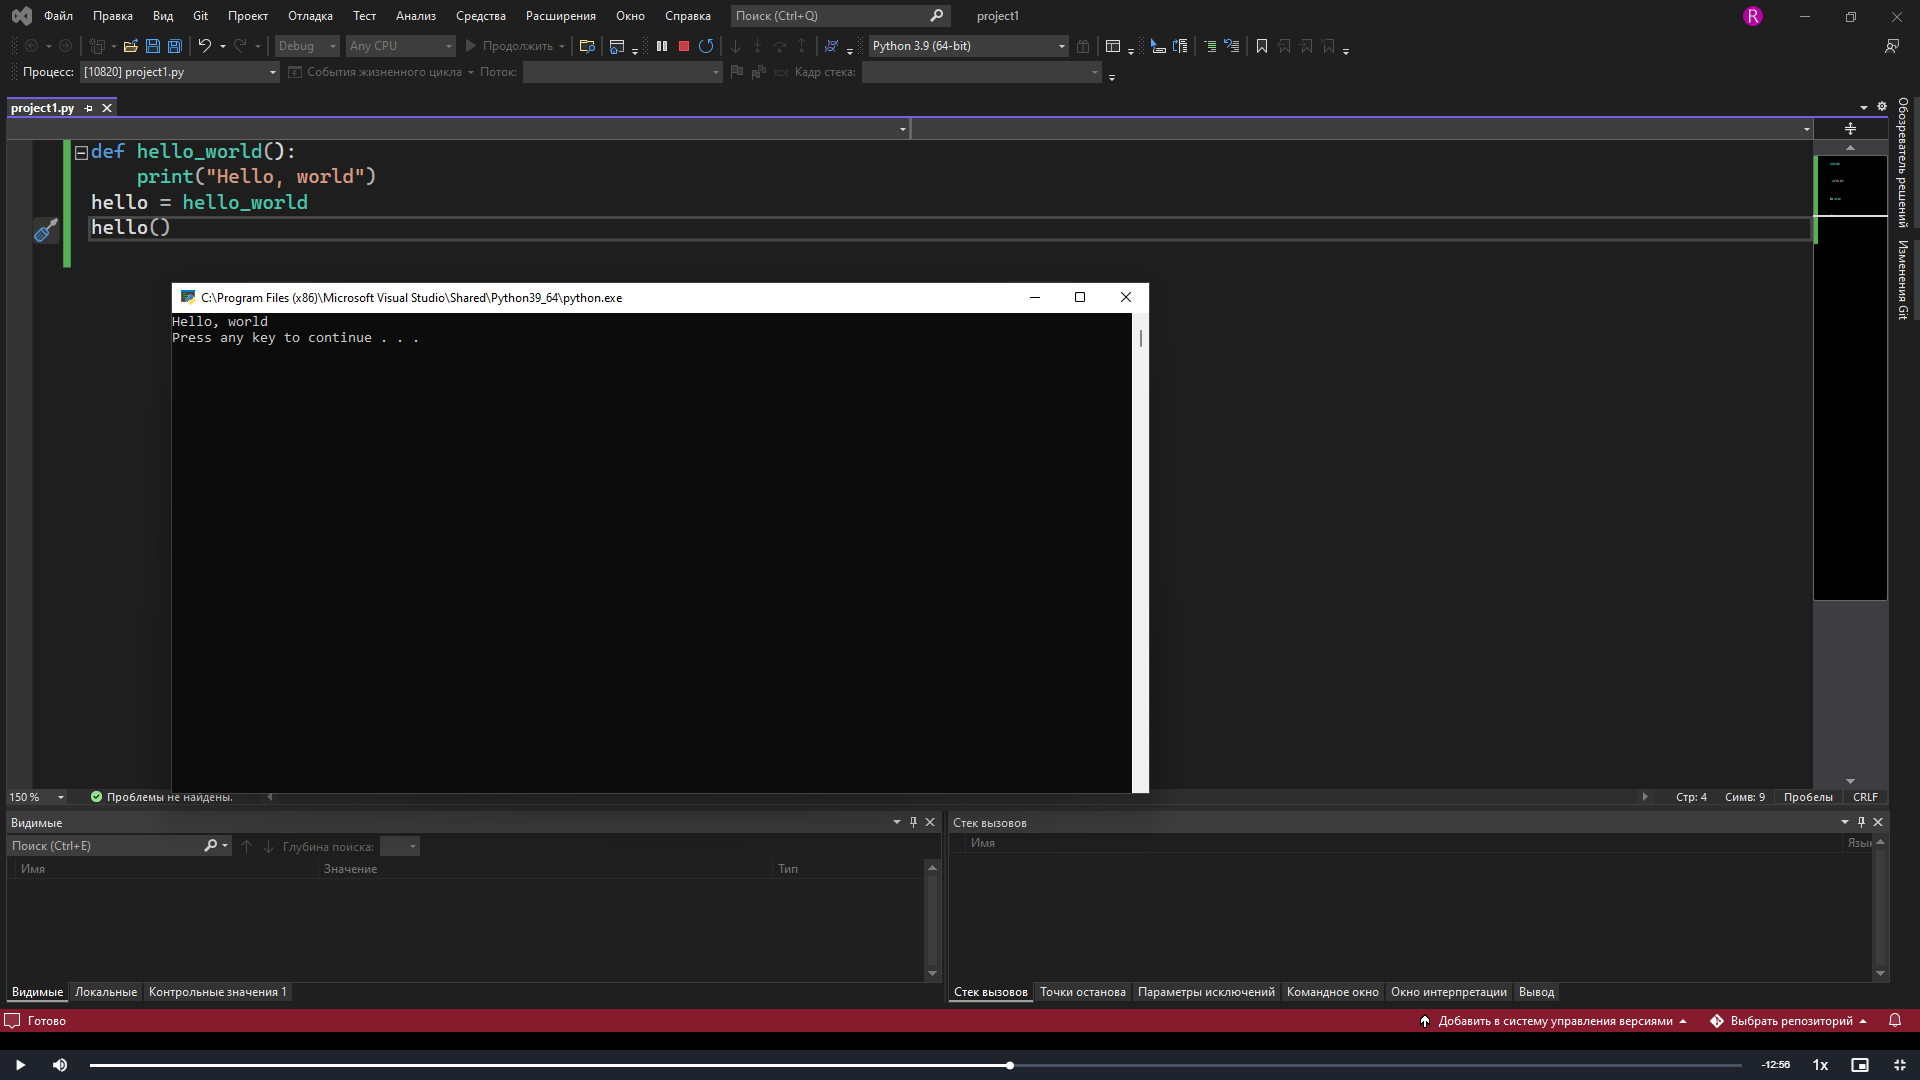 Файл Правка Вид Git Проект Отладка Тест Анализ Средства Расширения Окно Справка Поиск (Ctrl+Q) project1 R
Debug Any CPU Продолжить Python 3.9 (64-bit)
Процесс: [10820] project1.py События жизненного цикла Поток: Кадр стека:
project1.py
def hello_world():
print("Hello, world")
hello = hello_world
hello()
C:\Program Files (x86)\Microsoft Visual Studio\Shared\Python39_64\python.exe
Hello, world
Press any key to continue . . .
Обозреватель решений
Изменения Git
150 % Проблемы не найдены. Стр: 4 Симв: 9 Пробелы CRLF
Видимые
Поиск (Ctrl+E) Глубина поиска:
Имя Значение Тип
Видимые Локальные Контрольные значения 1
Стек вызовов
Имя Язык
Стек вызовов Точки останова Параметры исключений Командное окно Окно интерпретации Вывод
Готово Добавить в систему управления версиями Выбрать репозиторий
-12:56 1x